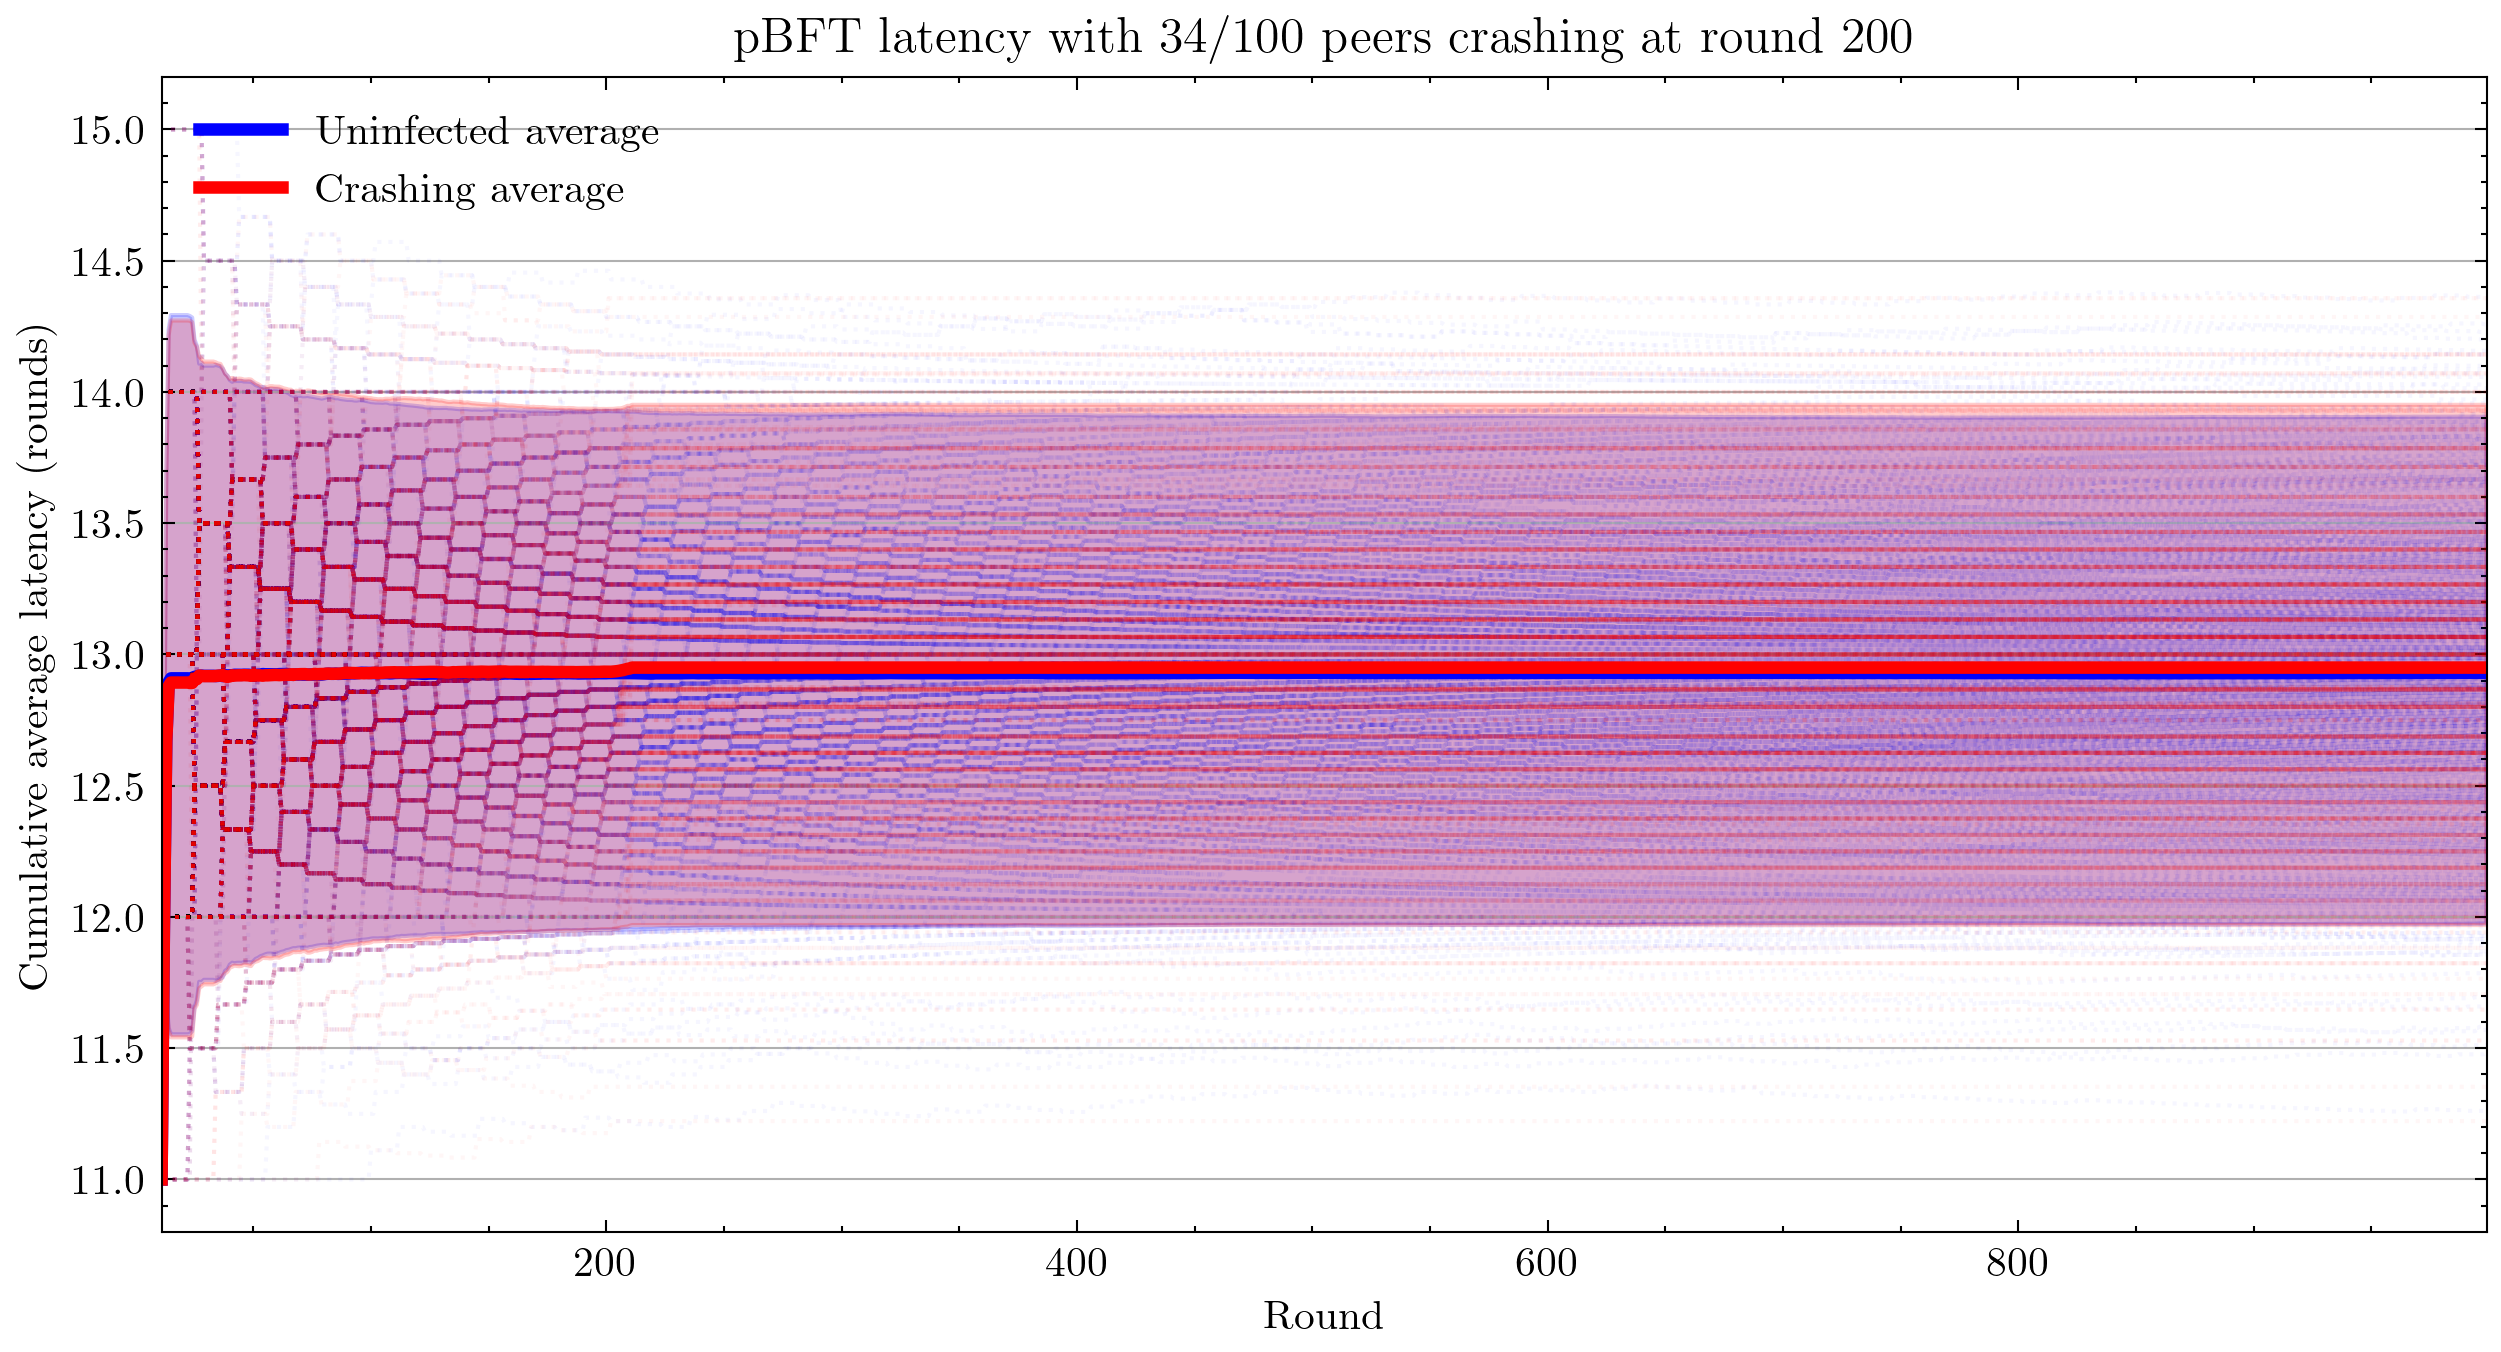 pBFT latency with 34/100 peers crashing at round 200
Uninfected average
Crashing average
Cumulative average latency (rounds)
15.0
14.5
14.0
13.5
13.0
12.5
12.0
11.5
11.0
200
400
600
800
Round